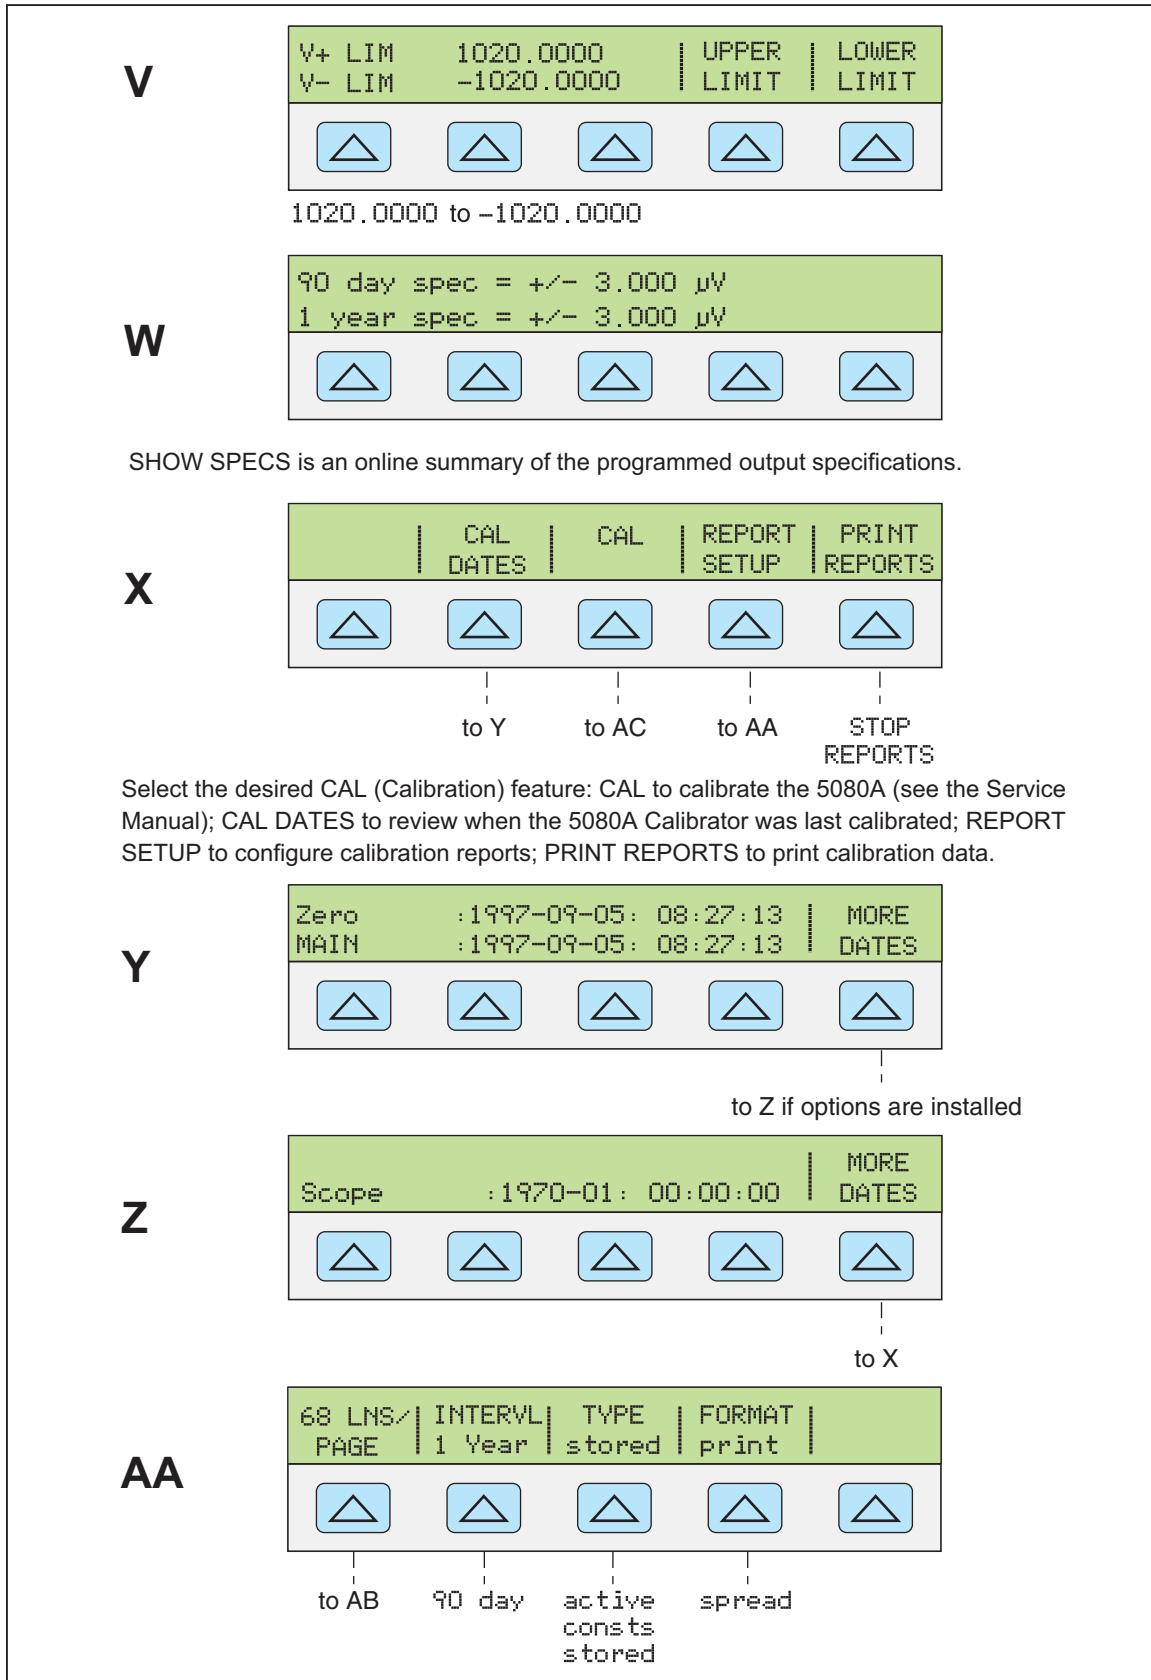 V
V+ LIM 1020.0000 UPPER LOWER
V- LIM -1020.0000 LIMIT LIMIT
1020.0000 to -1020.0000
W
90 day spec = +/- 3.000 µV
1 year spec = +/- 3.000 µV
SHOW SPECS is an online summary of the programmed output specifications.
X
CAL CAL REPORT PRINT
DATES SETUP REPORTS
to Y to AC to AA STOP
REPORTS
Select the desired CAL (Calibration) feature: CAL to calibrate the 5080A (see the Service
Manual); CAL DATES to review when the 5080A Calibrator was last calibrated; REPORT
SETUP to configure calibration reports; PRINT REPORTS to print calibration data.
Y
Zero :1997-09-05: 08:27:13 MORE
MAIN :1997-09-05: 08:27:13 DATES
to Z if options are installed
Z
MORE
Scope :1970-01: 00:00:00 DATES
to X
AA
68 LNS/ INTERVL TYPE FORMAT
PAGE 1 Year stored print
to AB 90 day active spread
consts
stored